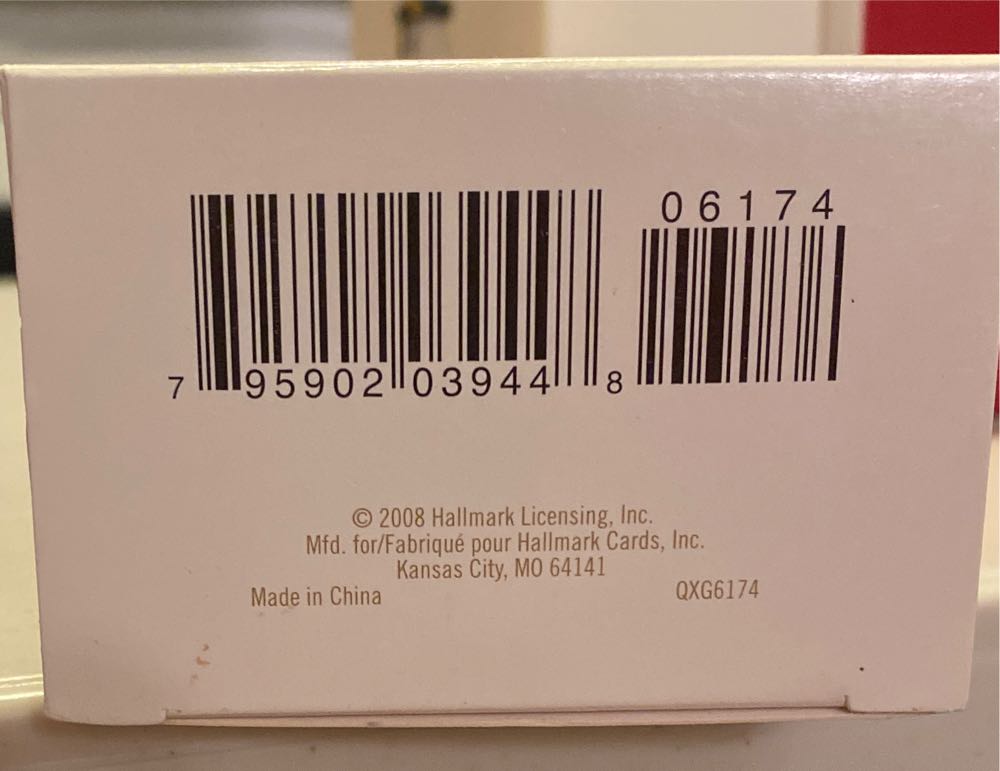 06174
7 95902 03944 8
© 2008 Hallmark Licensing, Inc.
Mfd. for/Fabriqué pour Hallmark Cards, Inc.
Kansas City, MO 64141
Made in China QXG6174